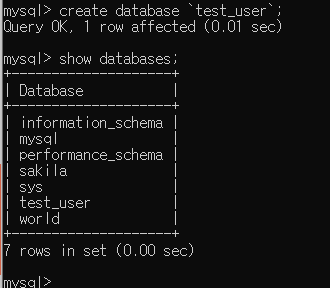 mysql> create database `test_user`;
Query OK, 1 row affected (0.01 sec)

mysql> show databases;
+--------------------+
| Database           |
+--------------------+
| information_schema |
| mysql              |
| performance_schema |
| sakila             |
| sys                |
| test_user          |
| world              |
+--------------------+
7 rows in set (0.00 sec)

mysql>